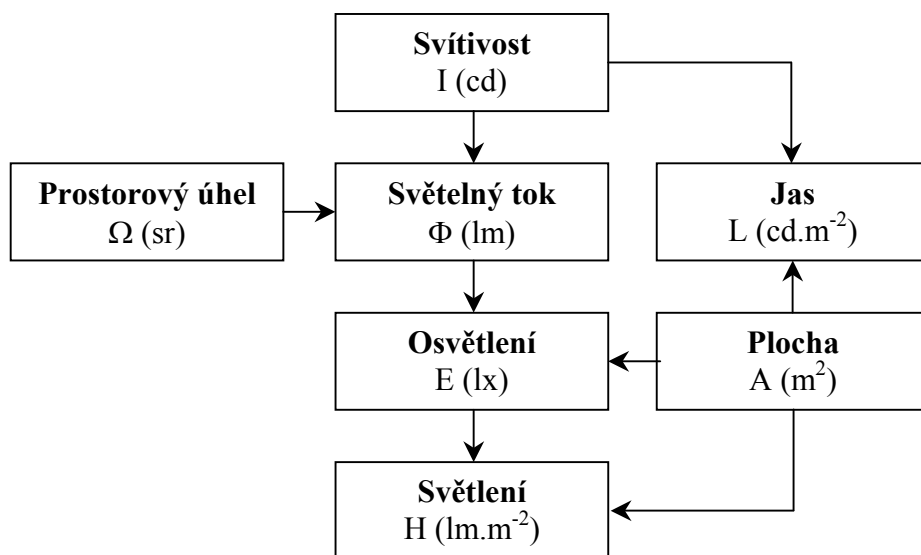 Svítivost
I (cd)
Prostorový úhel
Ω (sr)
Světelný tok
Φ (lm)
Jas
L (cd.m⁻²)
Osvětlení
E (lx)
Plocha
A (m²)
Světlení
H (lm.m⁻²)